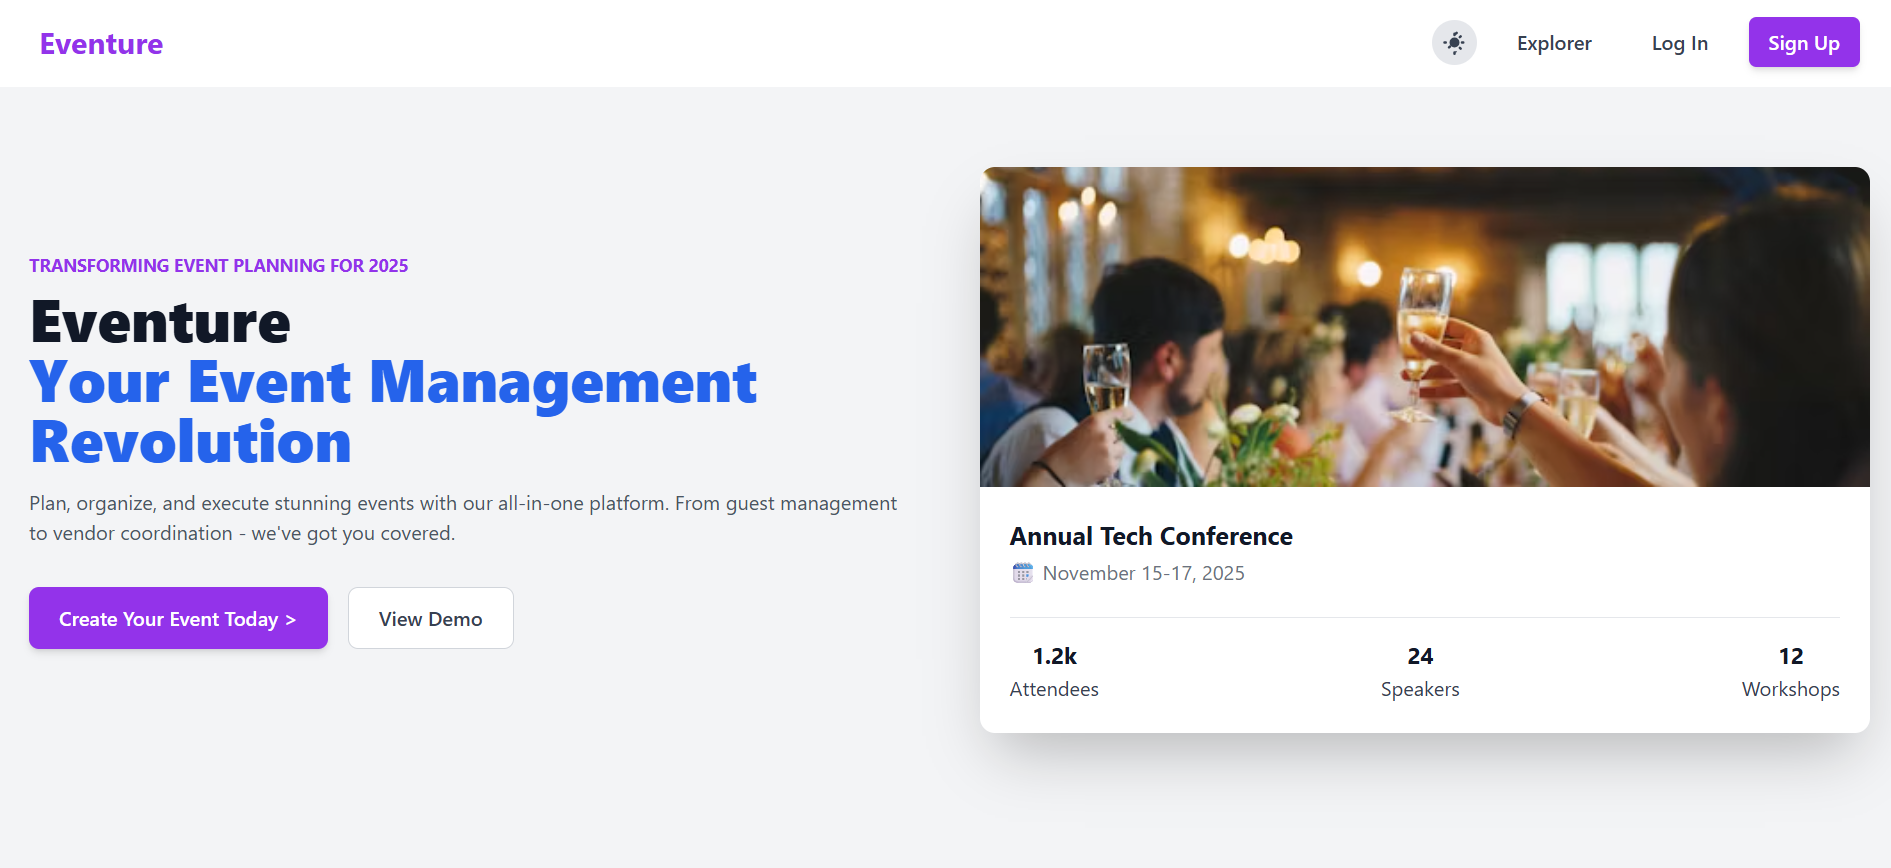 Eventure
Explorer
Log In
Sign Up
TRANSFORMING EVENT PLANNING FOR 2025
Eventure
Your Event Management
Revolution
Plan, organize, and execute stunning events with our all-in-one platform. From guest management
to vendor coordination - we've got you covered.
Create Your Event Today >
View Demo
Annual Tech Conference
November 15-17, 2025
1.2k
Attendees
24
Speakers
12
Workshops